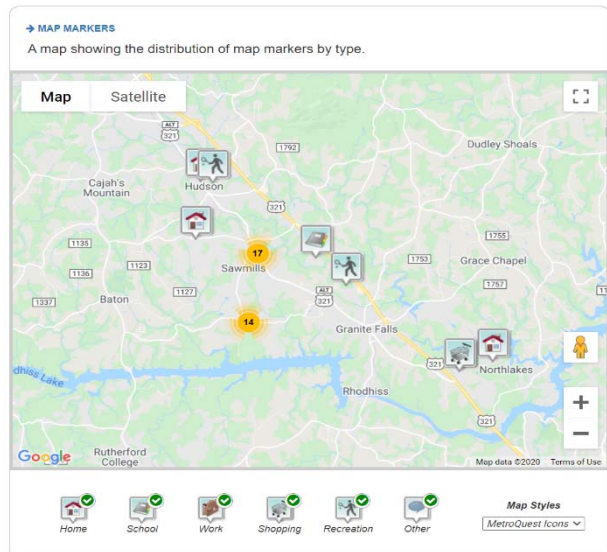 → MAP MARKERS
A map showing the distribution of map markers by type.
Map Satellite
ALT
321
1792
Dudley Shoals
Cajah's
Mountain
Hudson
321
1135
17
1755
Sawmills
1753
Grace Chapel
1136
1123
1757
1127
ALT
321
1337
Baton
14
Granite Falls
321
Northlakes
Rhodhiss
dhiss Lake
321
Google
Rutherford
College
Map data ©2020 Terms of Use
Home School Work Shopping Recreation Other
Map Styles
MetroQuest Icons